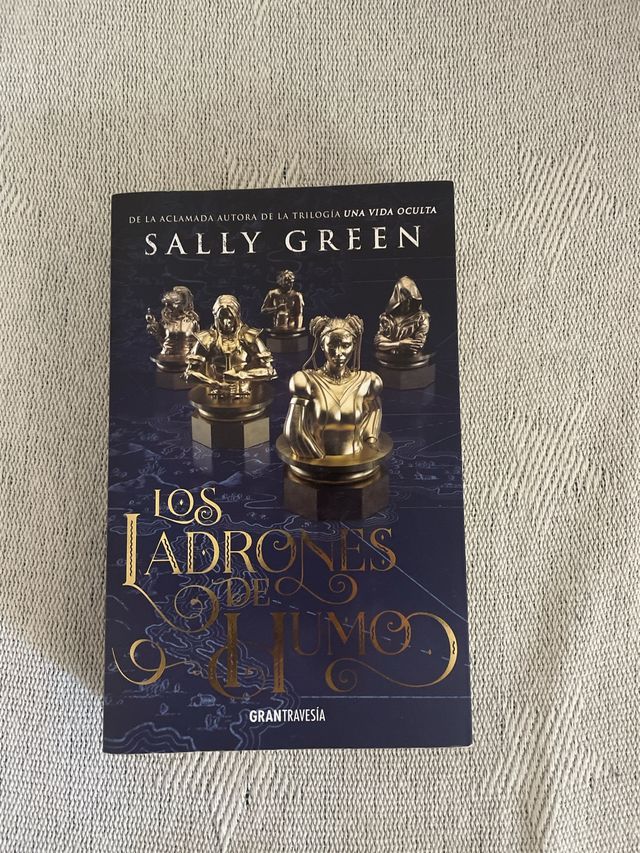 DE LA ACLAMADA AUTORA DE LA TRILOGÍA UNA VIDA OCULTA
SALLY GREEN
LOS
LADRONES
DE
HUMO
GRANTRAVESÍA